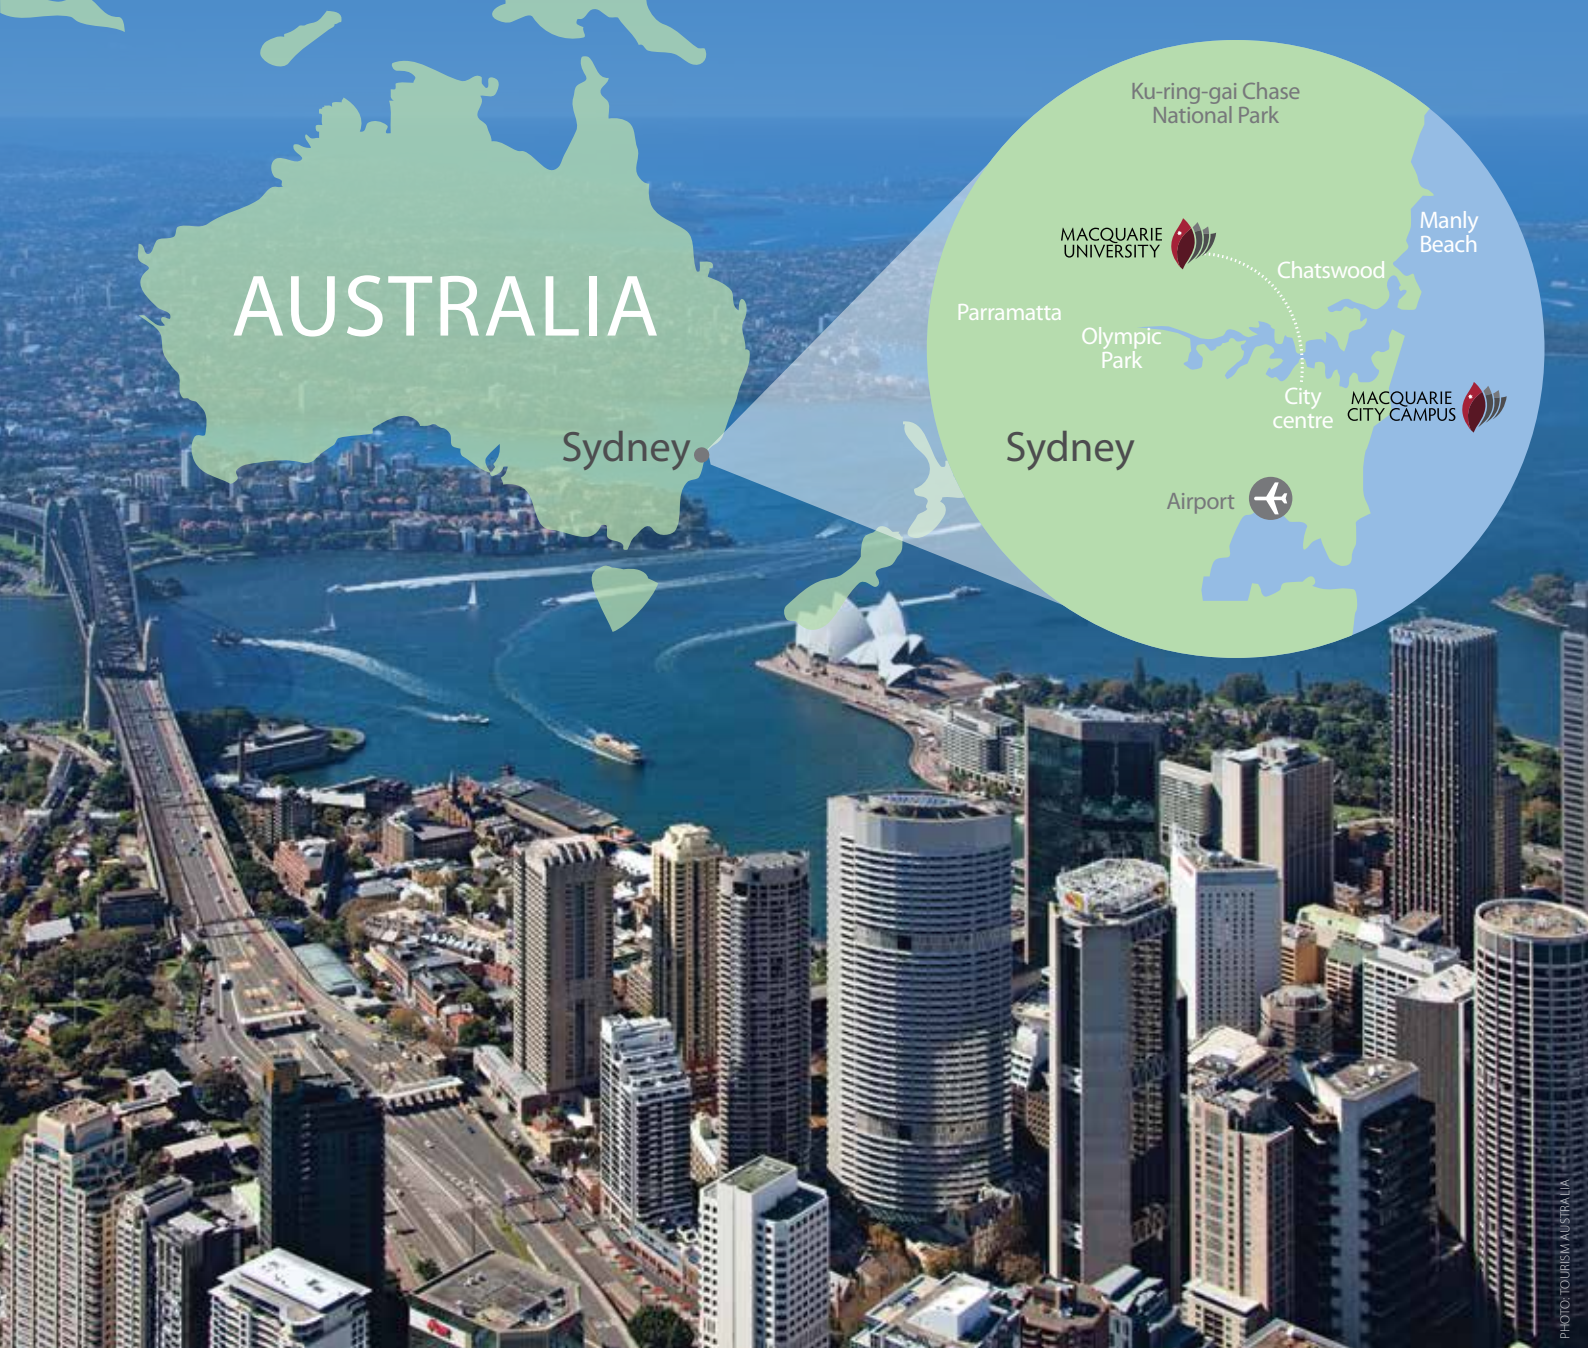 AUSTRALIA
Sydney
Ku-ring-gai Chase
National Park
MACQUARIE
UNIVERSITY
Manly
Beach
Chatswood
Parramatta
Olympic
Park
City
centre
MACQUARIE
CITY CAMPUS
Sydney
Airport
PHOTO: TOURISM AUSTRALIA